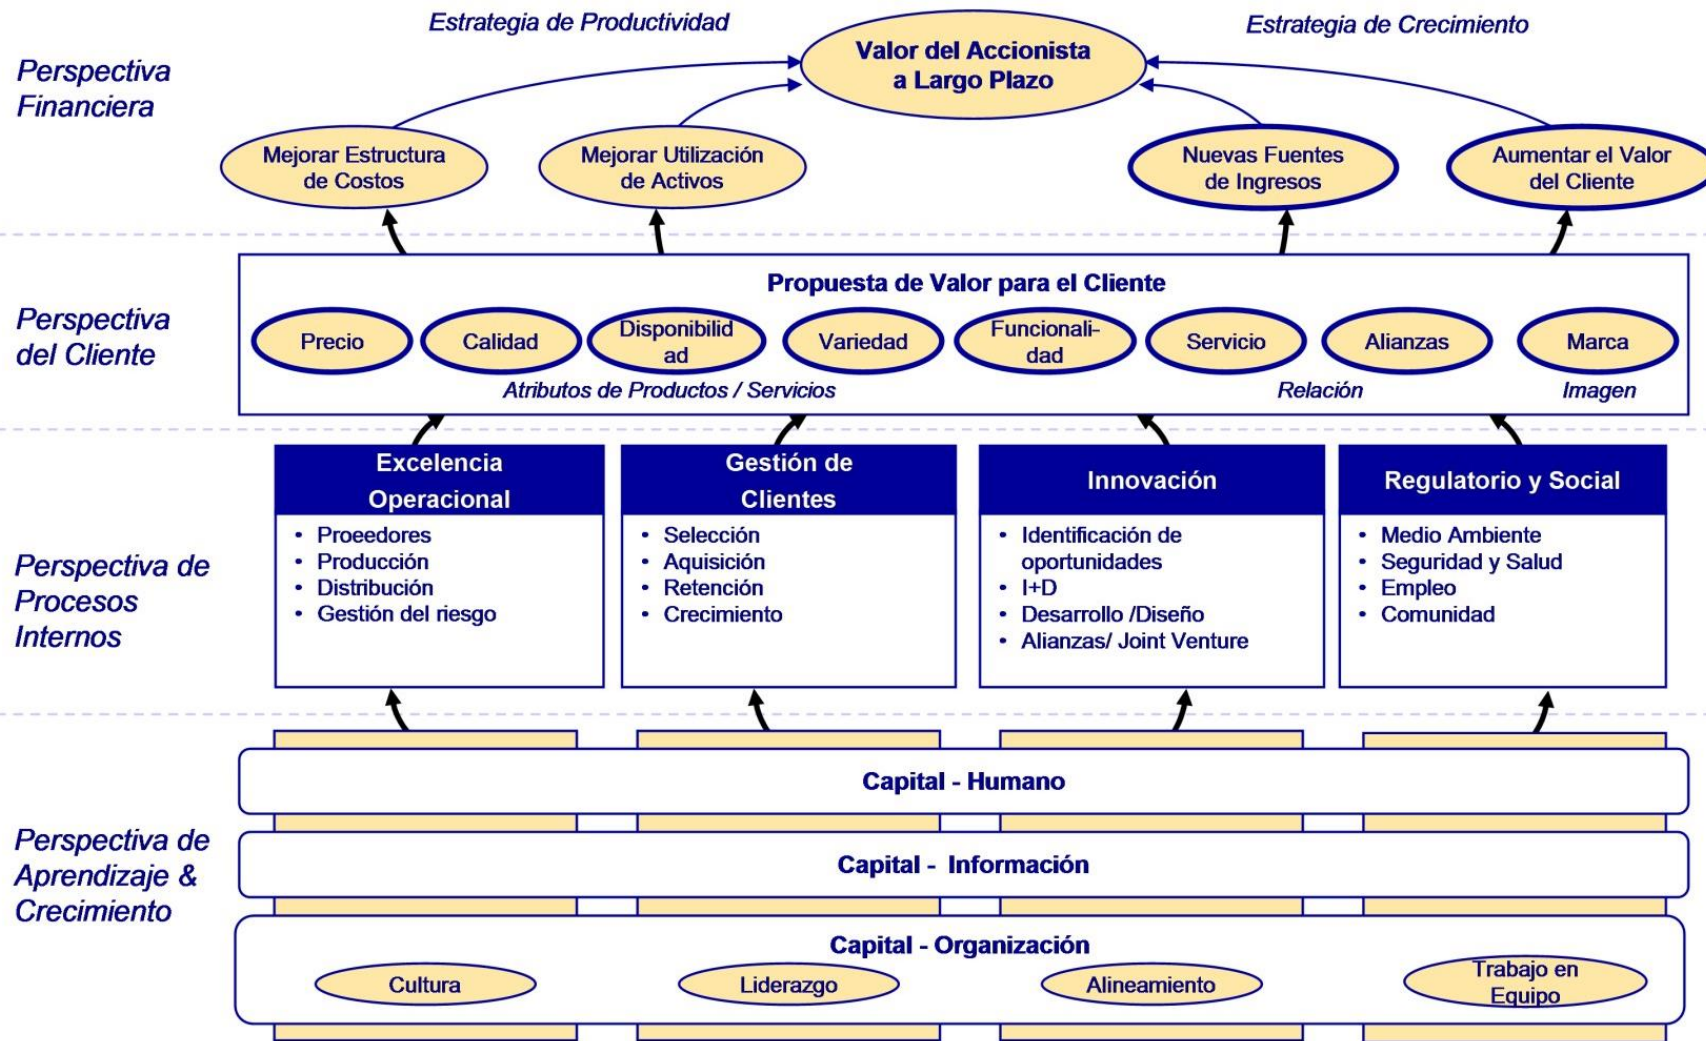 Estrategia de Productividad
Estrategia de Crecimiento
Valor del Accionista
a Largo Plazo
Perspectiva
Financiera
Mejorar Estructura
de Costos
Mejorar Utilización
de Activos
Nuevas Fuentes
de Ingresos
Aumentar el Valor
del Cliente
Perspectiva
del Cliente
Propuesta de Valor para el Cliente
Precio
Calidad
Disponibilid
ad
Variedad
Funcionali-
dad
Servicio
Alianzas
Marca
Atributos de Productos / Servicios
Relación
Imagen
Perspectiva de
Procesos
Internos
Excelencia
Operacional
• Proeedores
• Producción
• Distribución
• Gestión del riesgo
Gestión de
Clientes
• Selección
• Aquisición
• Retención
• Crecimiento
Innovación
• Identificación de
oportunidades
• I+D
• Desarrollo /Diseño
• Alianzas/ Joint Venture
Regulatorio y Social
• Medio Ambiente
• Seguridad y Salud
• Empleo
• Comunidad
Perspectiva de
Aprendizaje &
Crecimiento
Capital - Humano
Capital - Información
Capital - Organización
Cultura
Liderazgo
Alineamiento
Trabajo en
Equipo